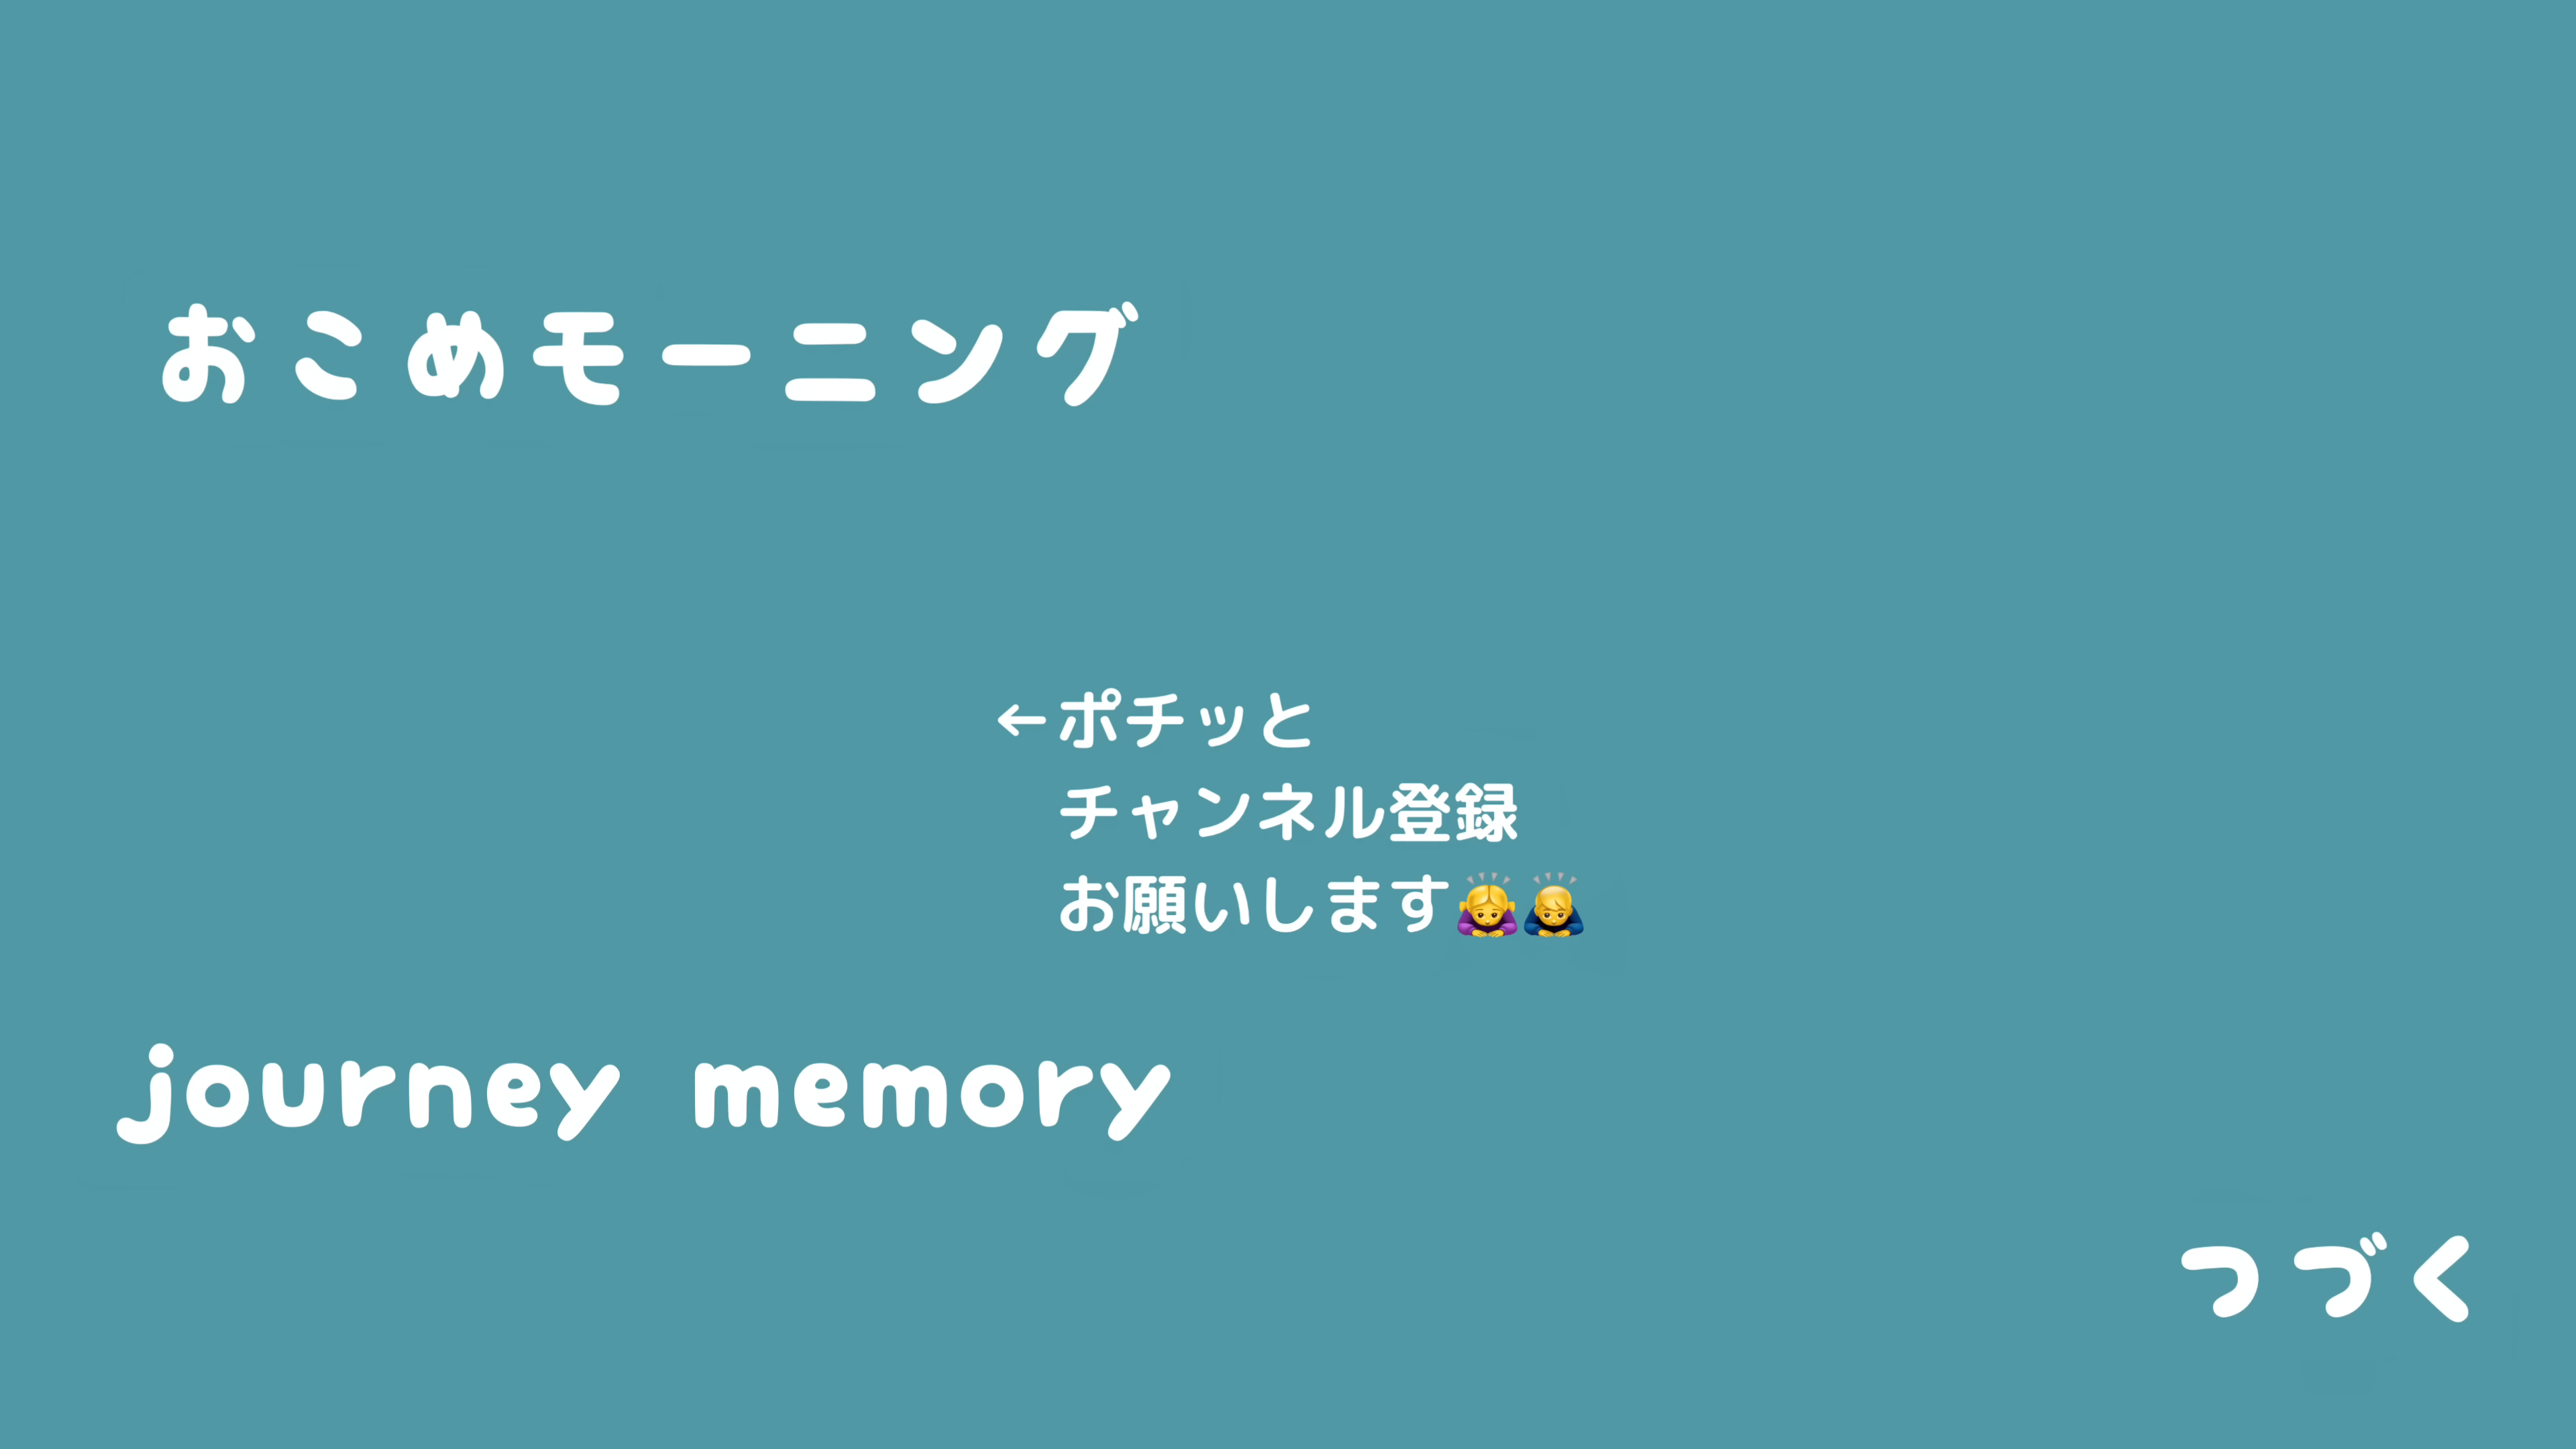 おこめモーニング
←ポチッと
チャンネル登録
お願いします🙇‍♀️🙇‍♂️
journey memory
つづく